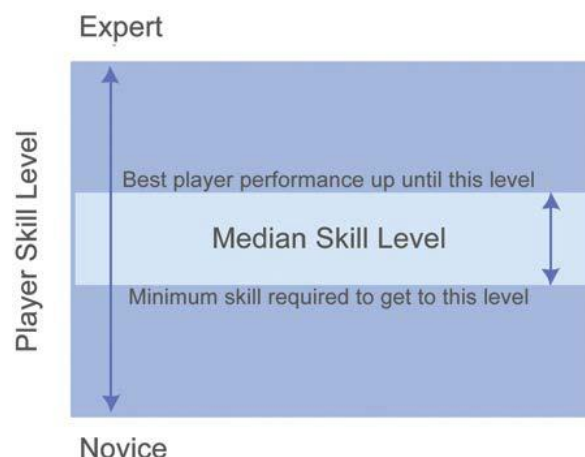 Expert
Player Skill Level
Best player performance up until this level
Median Skill Level
Minimum skill required to get to this level
Novice